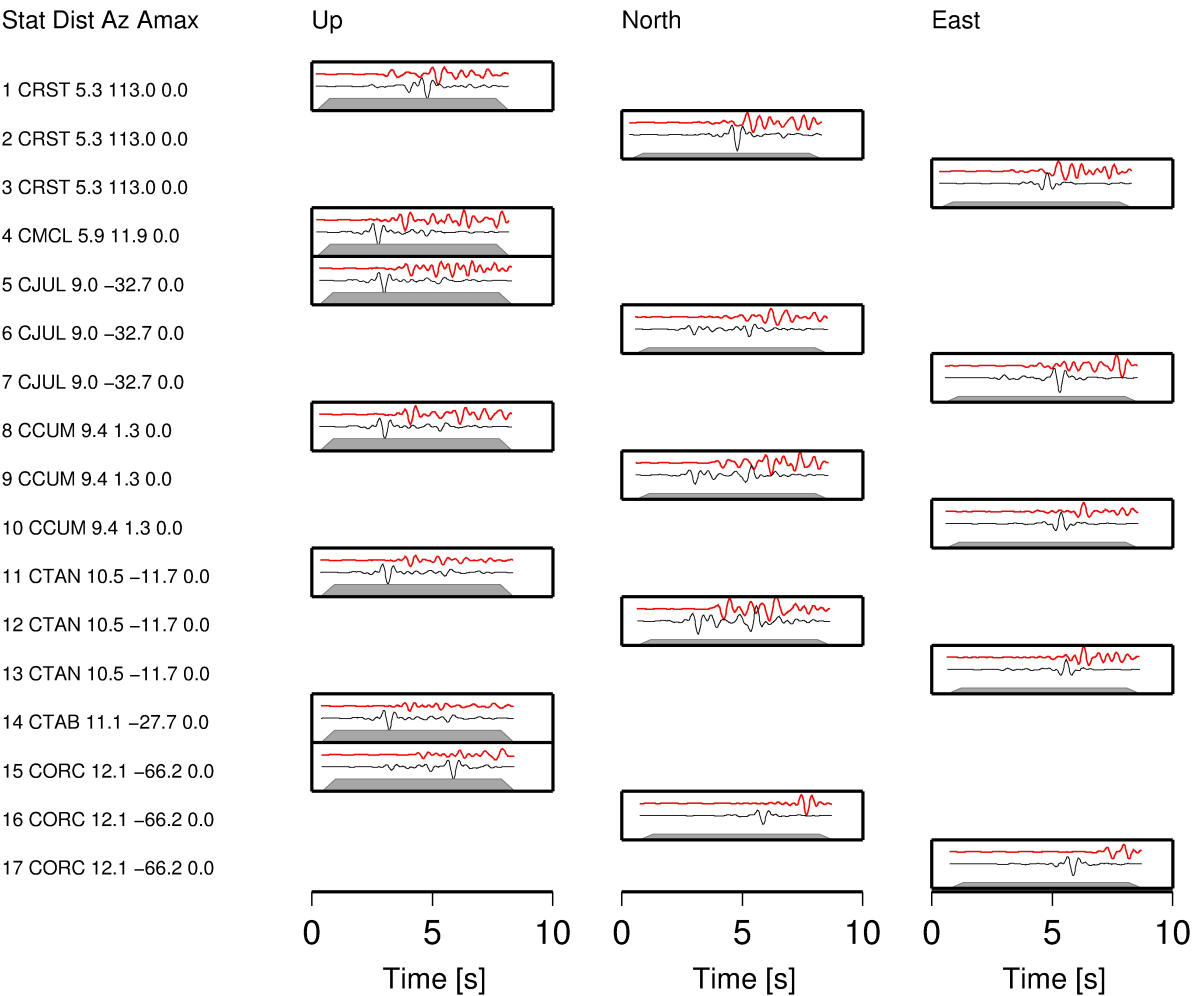 Stat Dist Az Amax Up North East
1 CRST 5.3 113.0 0.0
2 CRST 5.3 113.0 0.0
3 CRST 5.3 113.0 0.0
4 CMCL 5.9 11.9 0.0
5 CJUL 9.0 −32.7 0.0
6 CJUL 9.0 −32.7 0.0
7 CJUL 9.0 −32.7 0.0
8 CCUM 9.4 1.3 0.0
9 CCUM 9.4 1.3 0.0
10 CCUM 9.4 1.3 0.0
11 CTAN 10.5 −11.7 0.0
12 CTAN 10.5 −11.7 0.0
13 CTAN 10.5 −11.7 0.0
14 CTAB 11.1 −27.7 0.0
15 CORC 12.1 −66.2 0.0
16 CORC 12.1 −66.2 0.0
17 CORC 12.1 −66.2 0.0
0 5 10 0 5 10 0 5 10
Time [s] Time [s] Time [s]